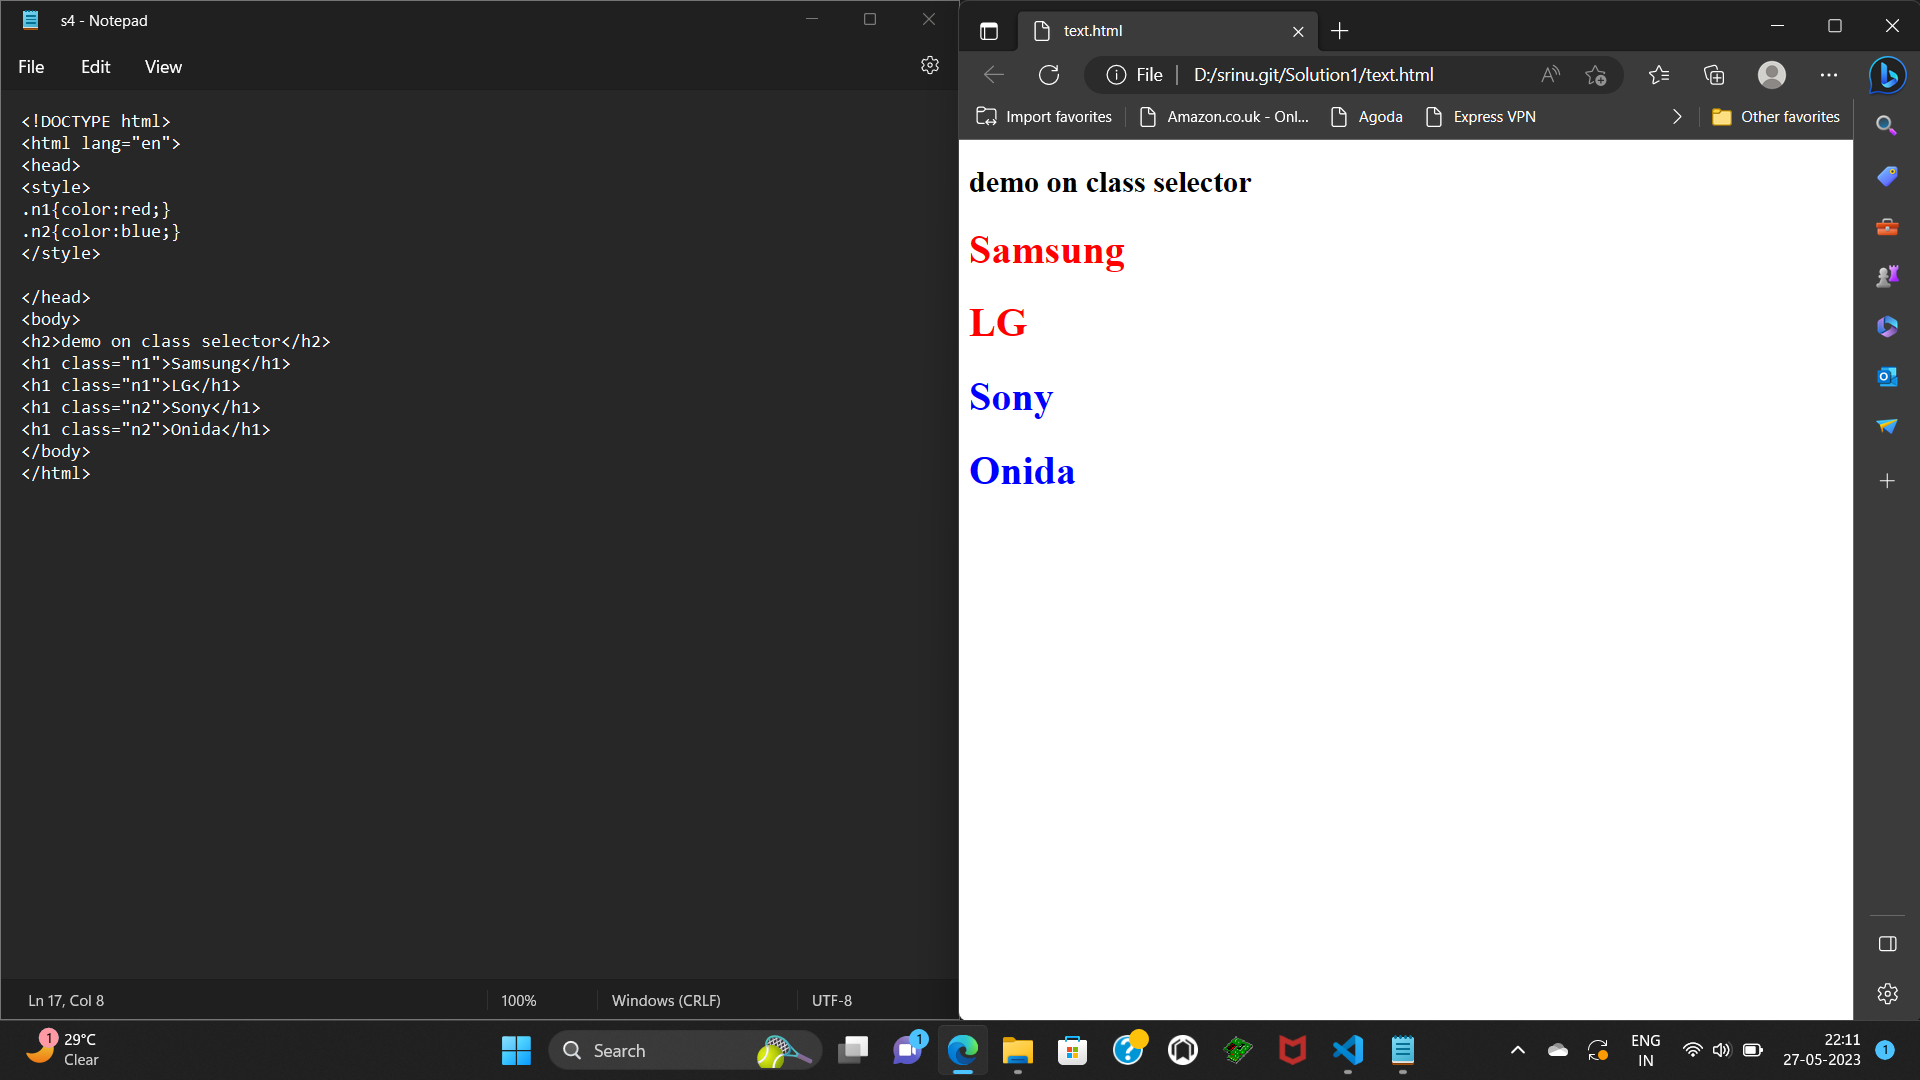 s4 - Notepad
File Edit View
<!DOCTYPE html>
<html lang="en">
<head>
<style>
.n1{color:red;}
.n2{color:blue;}
</style>
</head>
<body>
<h2>demo on class selector</h2>
<h1 class="n1">Samsung</h1>
<h1 class="n1">LG</h1>
<h1 class="n2">Sony</h1>
<h1 class="n2">Onida</h1>
</body>
</html>
Ln 17, Col 8 100% Windows (CRLF) UTF-8
text.html
File D:/srinu.git/Solution1/text.html
Import favorites Amazon.co.uk - Onl... Agoda Express VPN Other favorites
demo on class selector
Samsung
LG
Sony
Onida
1 29°C
Clear
Search
1
ENG
IN
22:11
27-05-2023
1